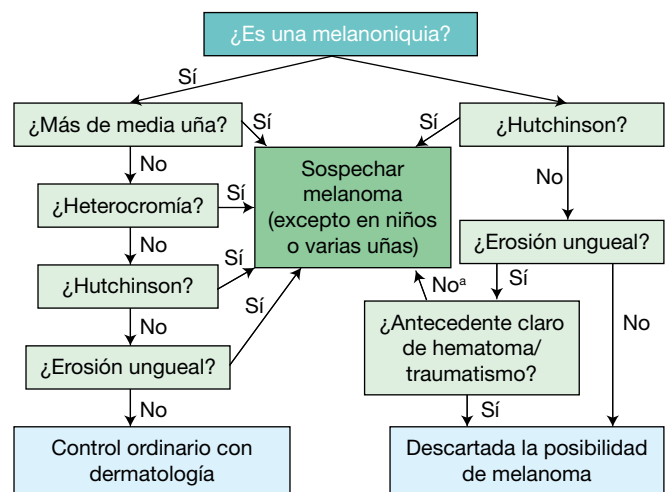 ¿Es una melanoniquia?
Sí
¿Más de media uña?
Sí
No
¿Heterocromía?
Sí
No
¿Hutchinson?
Sí
No
¿Erosión ungueal?
Sí
No
Control ordinario con
dermatología
Sospechar
melanoma
(excepto en niños
o varias uñas)
Sí
¿Hutchinson?
No
¿Erosión ungueal?
Noª
Sí
No
¿Antecedente claro
de hematoma/
traumatismo?
Sí
Descartada la posibilidad
de melanoma